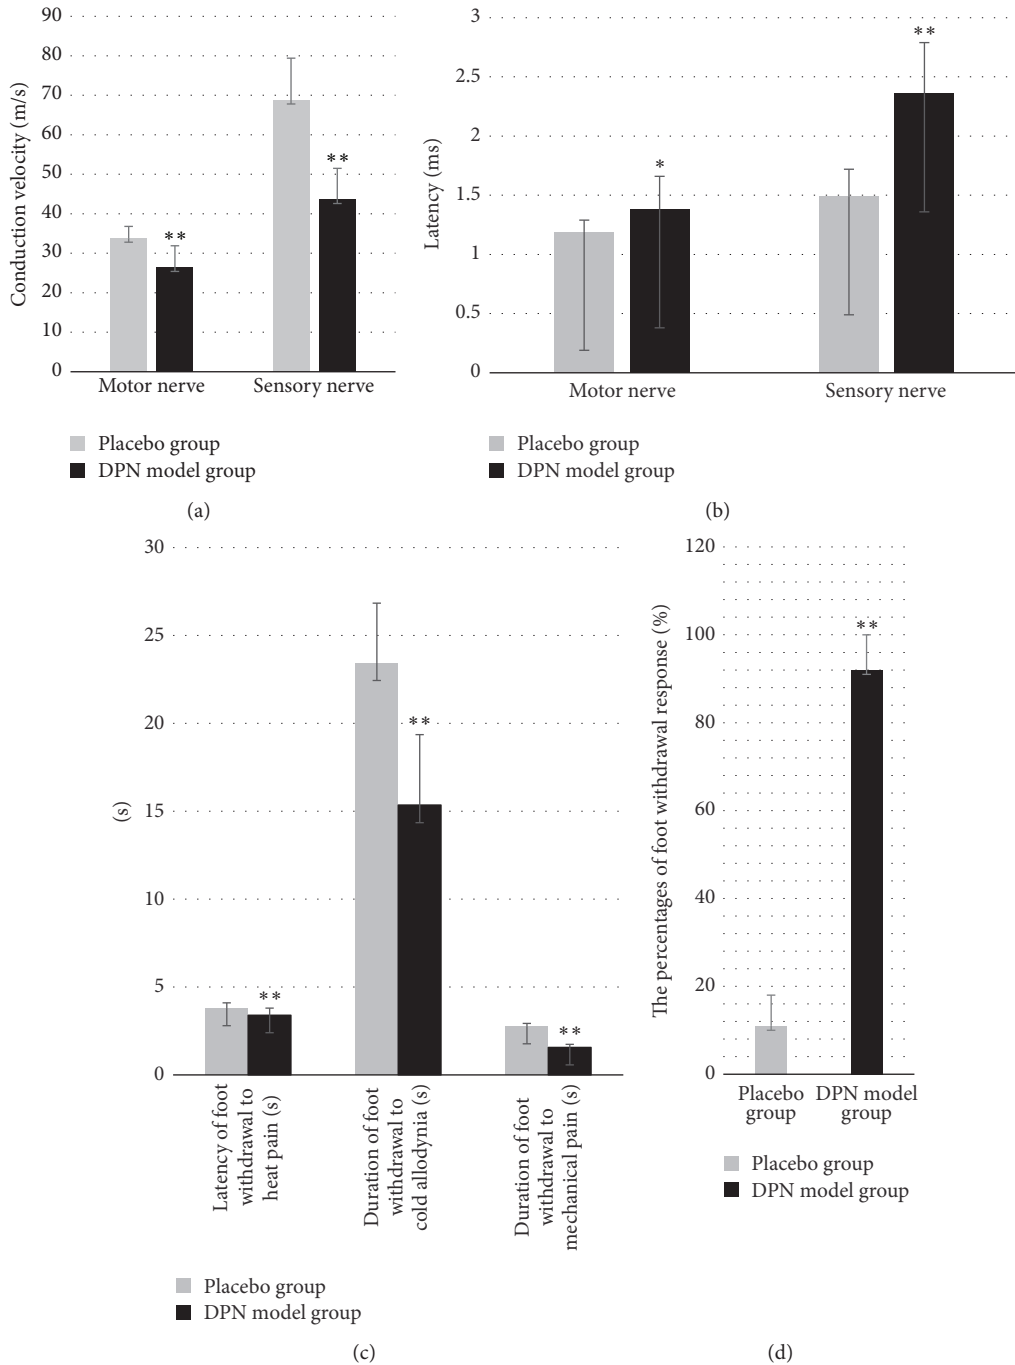 90
80
70
60
50
40
30
20
10
0
Conduction velocity (m/s)
**
**
Motor nerve
Sensory nerve
Placebo group
DPN model group
(a)
3
2.5
2
1.5
1
0.5
0
Latency (ms)
*
**
Motor nerve
Sensory nerve
Placebo group
DPN model group
(b)
30
25
20
15
10
5
0
(s)
**
**
**
Latency of foot
withdrawal to
heat pain (s)
Duration of foot
withdrawal to
cold allodynia (s)
Duration of foot
withdrawal to
mechanical pain (s)
Placebo group
DPN model group
(c)
120
100
80
60
40
20
0
The percentages of foot withdrawal response (%)
**
Placebo
group
DPN model
group
Placebo group
DPN model group
(d)